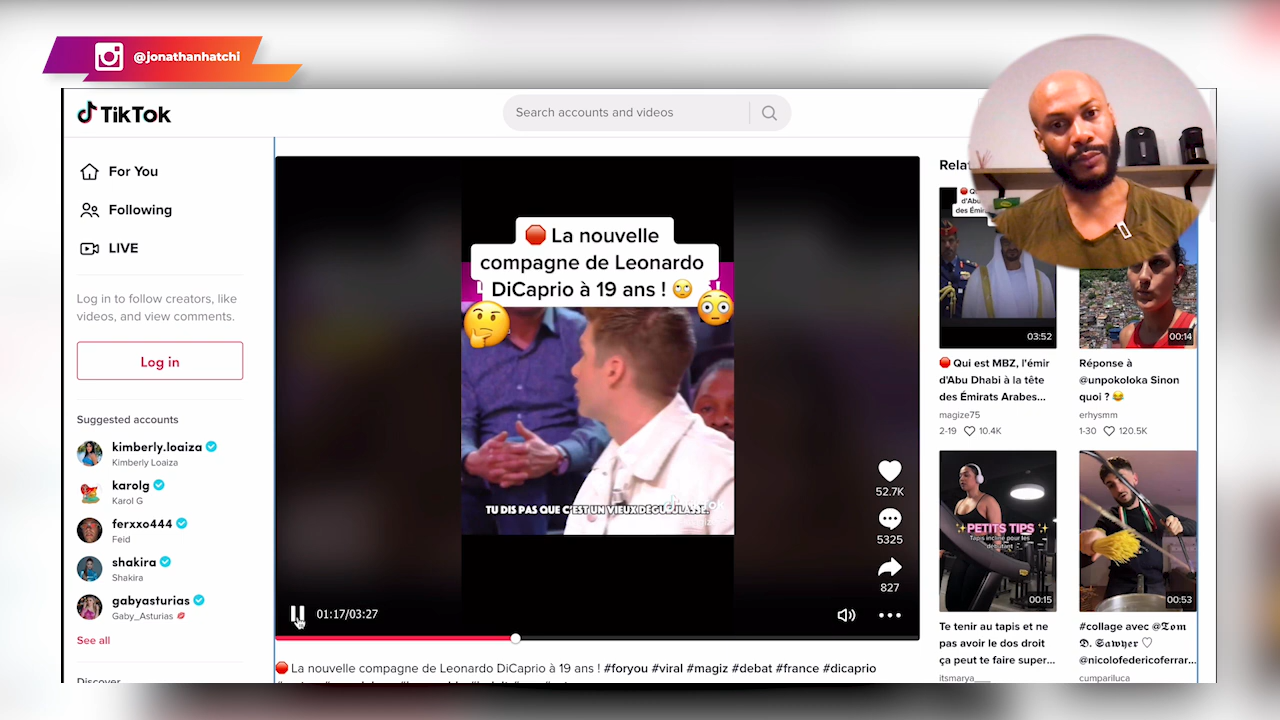 @jonathanhatchi
TikTok
Search accounts and videos
For You
Following
LIVE
Log in to follow creators, like
videos, and view comments.
Log in
Suggested accounts
kimberly.loaiza
Kimberly Loaiza
karolg
Karol G
ferxxo444
Feid
shakira
Shakira
gabyasturias
Gaby_Asturias 💋
See all
🛑 La nouvelle
compagne de Leonardo
DiCaprio à 19 ans ! 🙄
TU DIS PAS QUE C'EST UN VIEUX DÉGUEULASSE.
52.7K
5325
827
01:17/03:27
🛑 La nouvelle compagne de Leonardo DiCaprio à 19 ans ! #foryou #viral #magiz #debat #france #dicaprio
03:52
🛑 Qui est MBZ, l'émir
d'Abu Dhabi à la tête
des Émirats Arabes...
magize75
2-19 10.4K
00:14
Réponse à
@unpokoloka Sinon
quoi ? 😂
erhysmm
1-30 120.5K
✨PETITS TIPS✨
Tapis incliné pour les
débutant
00:15
Te tenir au tapis et ne
pas avoir le dos droit
ça peut te faire super...
itsmarya___
00:53
#collage avec @𝕿𝖔𝖒
𝕯. 𝕾𝖆𝖜𝖞𝖊𝖗 ♡
@nicolofedericoferrar...
cumpariluca